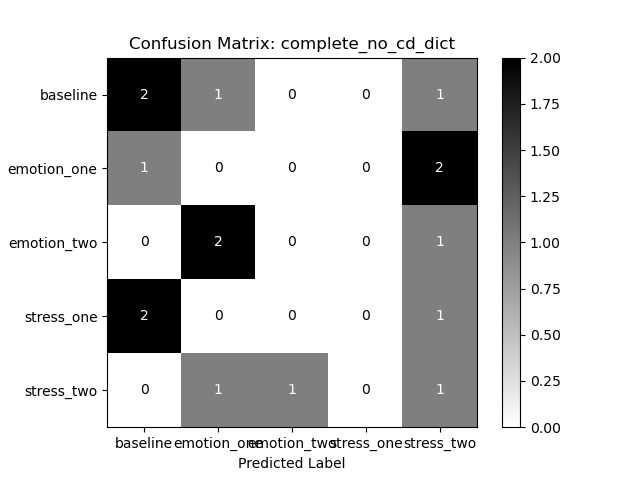 Confusion Matrix: complete_no_cd_dict
baseline 2 1 0 0 1
emotion_one 1 0 0 0 2
emotion_two 0 2 0 0 1
stress_one 2 0 0 0 1
stress_two 0 1 1 0 1
baseline emotion_one emotion_two stress_one stress_two
Predicted Label
2.00
1.75
1.50
1.25
1.00
0.75
0.50
0.25
0.00